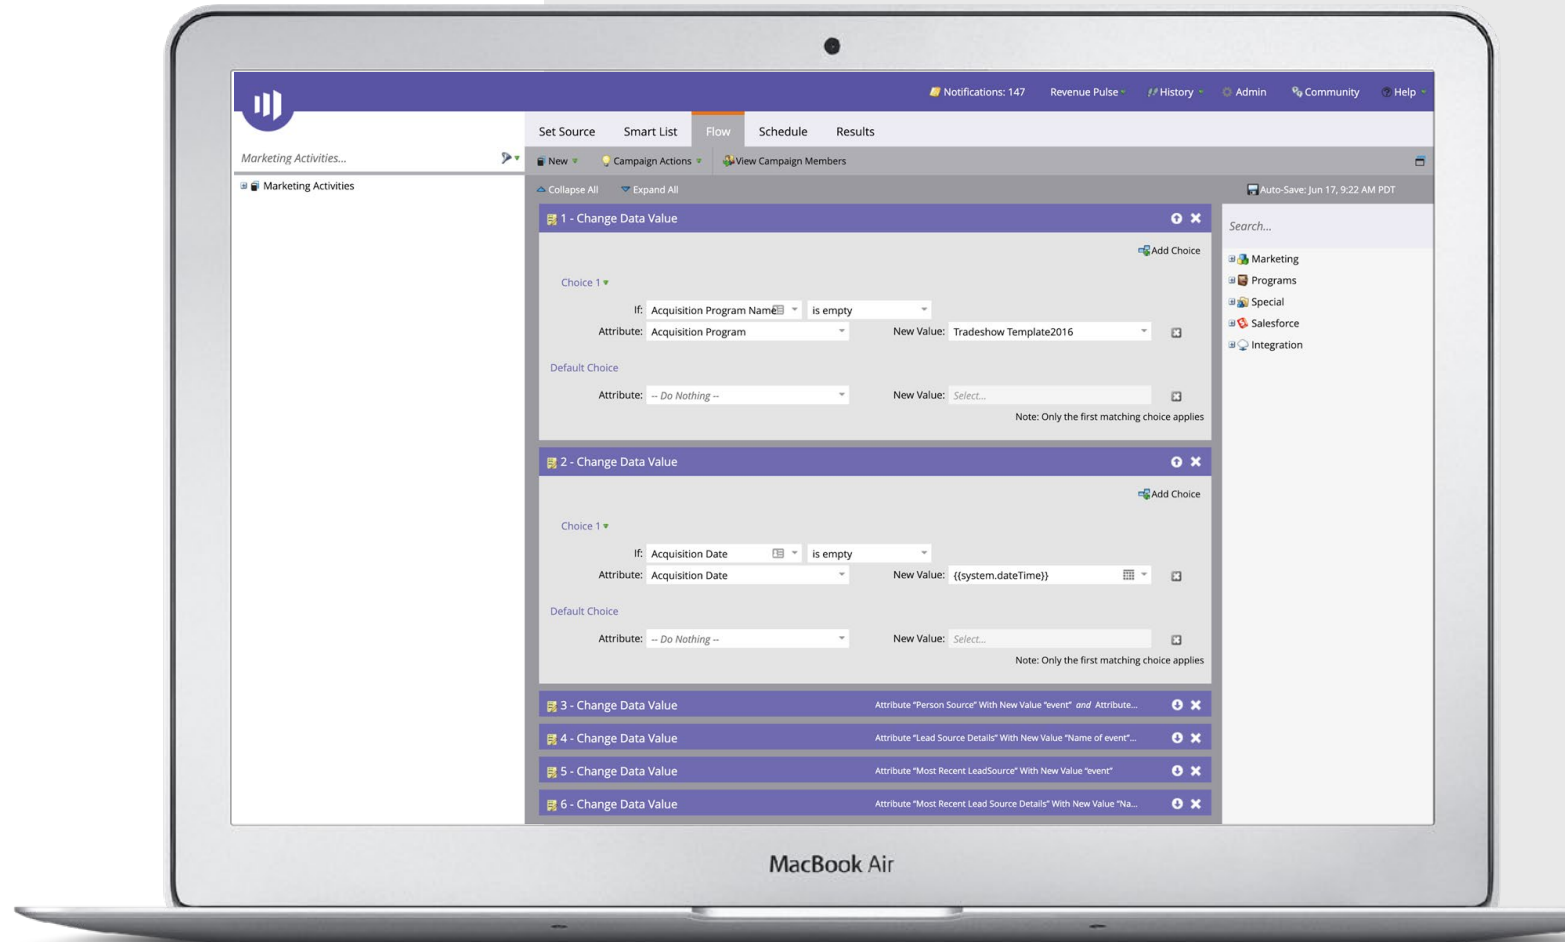 Notifications: 147 Revenue Pulse History Admin Community Help
Set Source Smart List Flow Schedule Results
Marketing Activities...
New Campaign Actions View Campaign Members
Marketing Activities
Collapse All Expand All Auto-Save: Jun 17, 9:22 AM PDT
1 - Change Data Value
Search...
Add Choice
Marketing
Choice 1
Programs
If: Acquisition Program Name is empty
Special
Attribute: Acquisition Program New Value: Tradeshow Template2016
Salesforce
Integration
Default Choice
Attribute: -- Do Nothing -- New Value: Select...
Note: Only the first matching choice applies
2 - Change Data Value
Add Choice
Choice 1
If: Acquisition Date is empty
Attribute: Acquisition Date New Value: {{system.dateTime}}
Default Choice
Attribute: -- Do Nothing -- New Value: Select...
Note: Only the first matching choice applies
3 - Change Data Value Attribute "Person Source" With New Value "event" and Attribute...
4 - Change Data Value Attribute "Lead Source Details" With New Value "Name of event"...
5 - Change Data Value Attribute "Most Recent LeadSource" With New Value "event"
6 - Change Data Value Attribute "Most Recent Lead Source Details" With New Value "Na...
MacBook Air